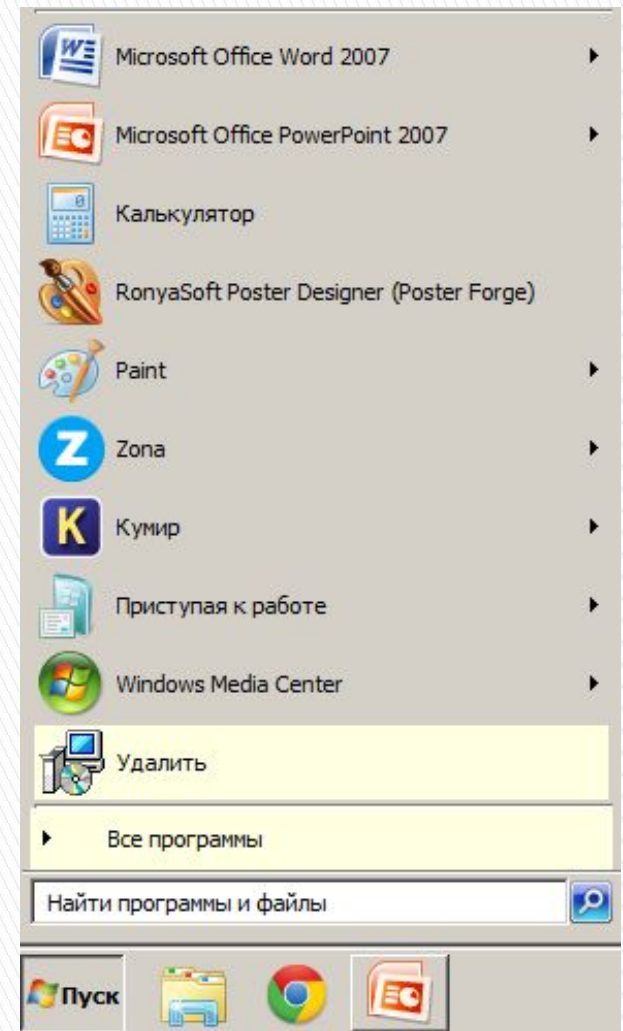 Microsoft Office Word 2007
Microsoft Office PowerPoint 2007
Калькулятор
RonyaSoft Poster Designer (Poster Forge)
Paint
Z
Zona
K
Кумир
Приступая к работе
Windows Media Center
Удалить
Все программы
Найти программы и файлы
Пуск